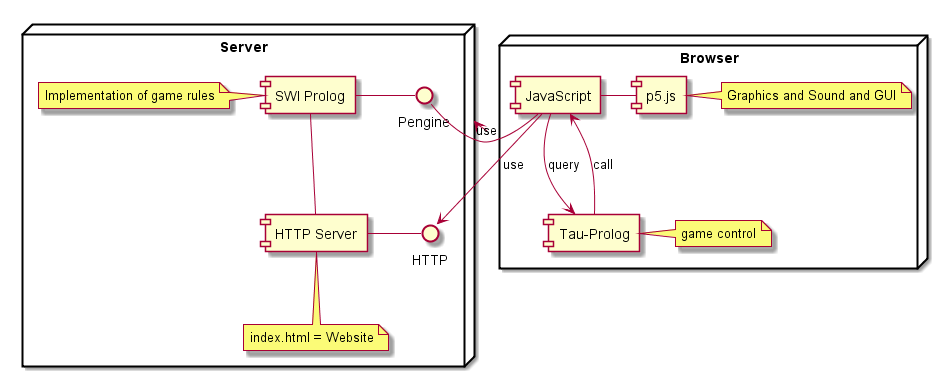 Server
Browser
Implementation of game rules
SWI Prolog
Pengine
use
JavaScript
p5.js
Graphics and Sound and GUI
use
query
call
HTTP Server
HTTP
Tau-Prolog
game control
index.html = Website